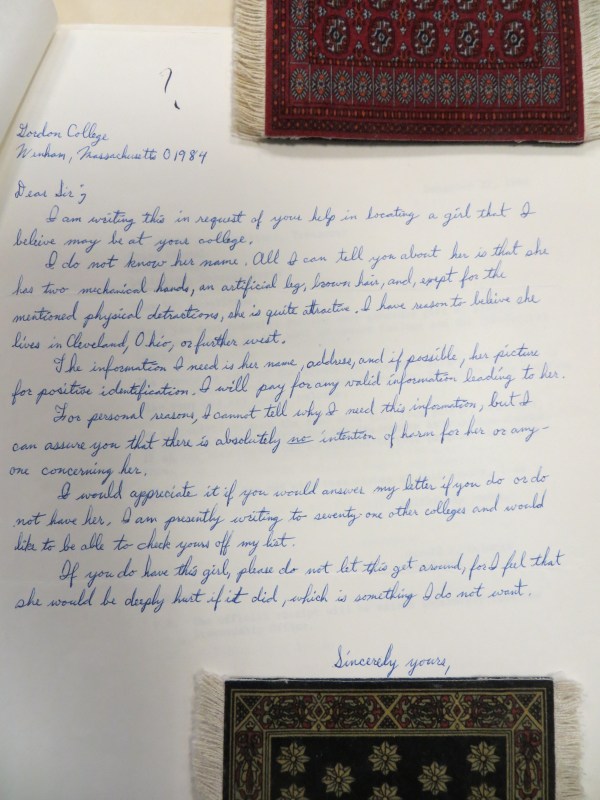 ?
Gordon College
Wenham, Massachusetts 01984
Dear Sir;
I am writing this in request of your help in locating a girl that I
beleive may be at your college.
I do not know her name. All I can tell you about her is that she
has two mechanical hands, an artificial leg, brown hair, and, exept for the
mentioned physical detractions, she is quite attractive. I have reason to beleive she
lives in Cleveland, Ohio, or further west.
The information I need is her name, address, and if possible, her picture
for positive identification. I will pay for any valid information leading to her.
For personal reasons, I cannot tell why I need this information, but I
can assure you that there is absolutely no intention of harm for her or any-
one concerning her.
I would appreciate it if you would answer my letter if you do or do
not have her. I am presently writing to seventy one other colleges and would
like to be able to check yours off my list.
If you do have this girl, please do not let this get around, for I feel that
she would be deeply hurt if it did, which is something I do not want.
Sincerely yours,